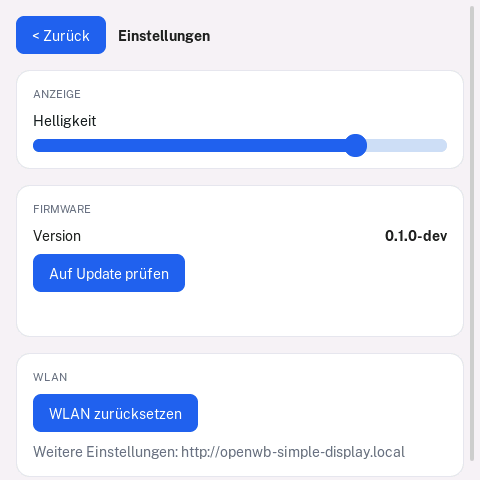 < Zurück
Einstellungen
ANZEIGE
Helligkeit
FIRMWARE
Version 0.1.0-dev
Auf Update prüfen
WLAN
WLAN zurücksetzen
Weitere Einstellungen: http://openwb-simple-display.local